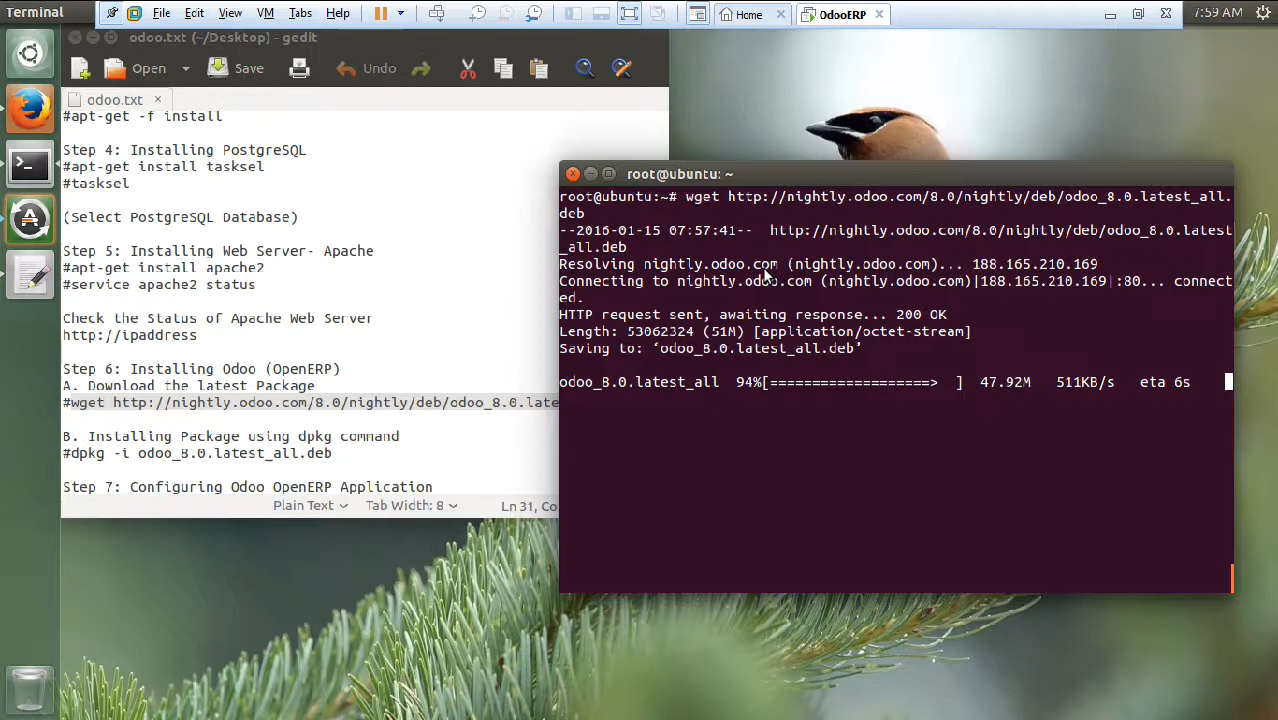 Terminal
File Edit View VM Tabs Help
Home
OdooERP
7:59 AM
odoo.txt (~/Desktop) - gedit
Open Save Undo
odoo.txt
#apt-get -f install
Step 4: Installing PostgreSQL
#apt-get install tasksel
#tasksel
(Select PostgreSQL Database)
Step 5: Installing Web Server- Apache
#apt-get install apache2
#service apache2 status
Check the Status of Apache Web Server
http://ipaddress
Step 6: Installing Odoo (OpenERP)
A. Download the latest Package
#wget http://nightly.odoo.com/8.0/nightly/deb/odoo_8.0.late
B. Installing Package using dpkg command
#dpkg -i odoo_8.0.latest_all.deb
Step 7: Configuring Odoo OpenERP Application
Plain Text Tab Width: 8 Ln 31, Co
root@ubuntu: ~
root@ubuntu:~# wget http://nightly.odoo.com/8.0/nightly/deb/odoo_8.0.latest_all.
deb
--2016-01-15 07:57:41-- http://nightly.odoo.com/8.0/nightly/deb/odoo_8.0.latest
_all.deb
Resolving nightly.odoo.com (nightly.odoo.com)... 188.165.210.169
Connecting to nightly.odoo.com (nightly.odoo.com)|188.165.210.169|:80... connect
ed.
HTTP request sent, awaiting response... 200 OK
Length: 53062324 (51M) [application/octet-stream]
Saving to: ‘odoo_8.0.latest_all.deb’
odoo_8.0.latest_all 94%[===================> ] 47.92M 511KB/s eta 6s